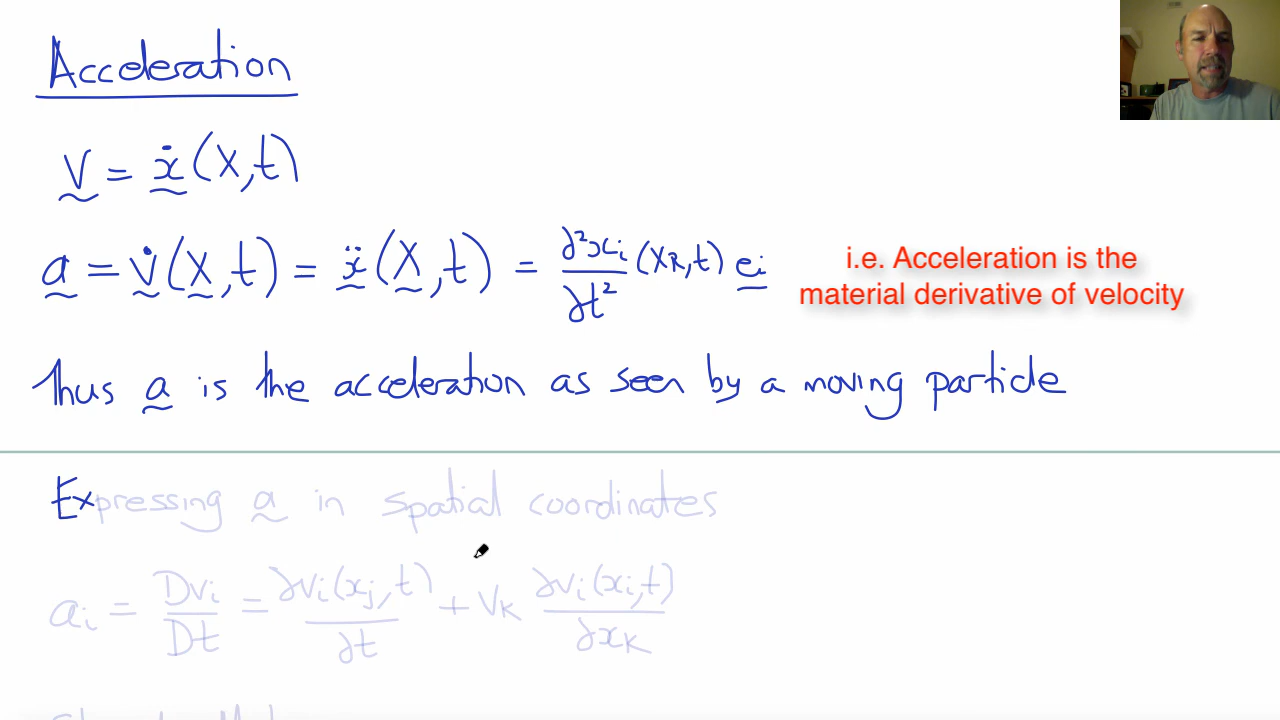 Acceleration
v = ẋ(X,t)
a = v̇(X,t) = ẍ(X,t) = ∂²xi/∂t² (XR,t) ei
i.e. Acceleration is the
material derivative of velocity
Thus a is the acceleration as seen by a moving particle
Expressing a in spatial coordinates
ai = Dvi/Dt = ∂vi(xj,t)/∂t + vK ∂vi(xi,t)/∂xK